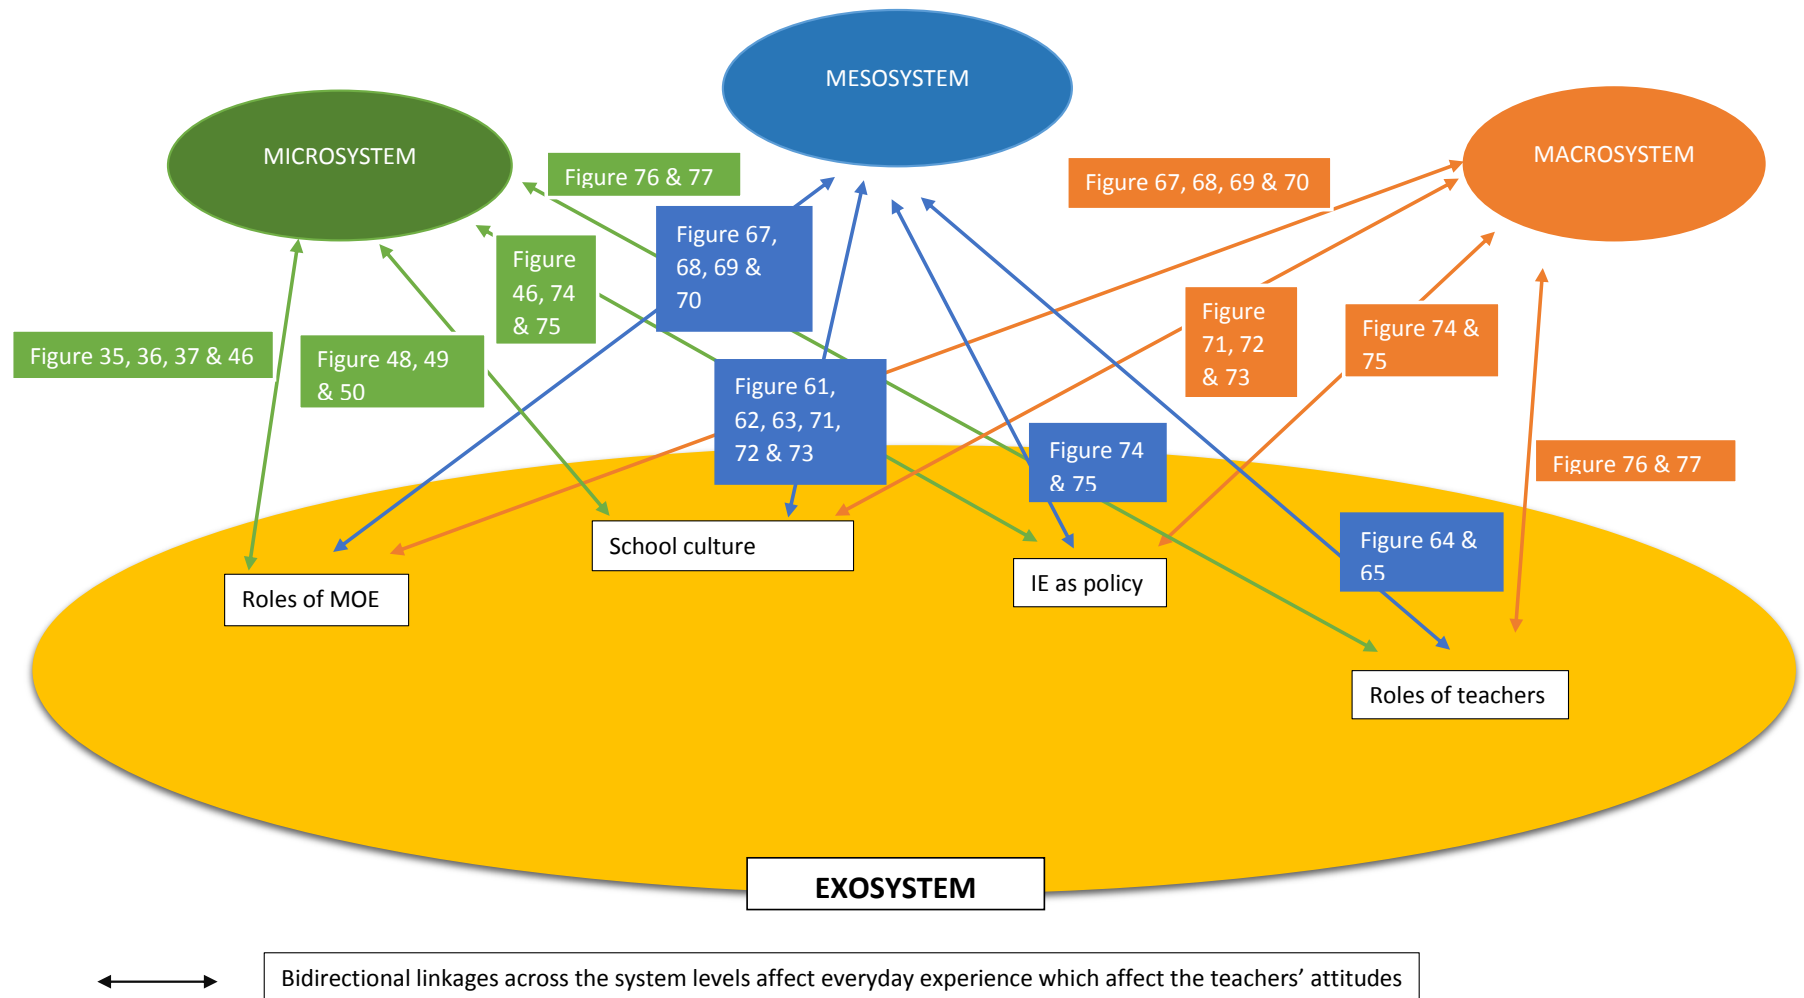 MESOSYSTEM
MICROSYSTEM
MACROSYSTEM
Figure 76 & 77
Figure 67, 68, 69 & 70
Figure 67,
68, 69 &
70
Figure
46, 74
& 75
Figure
71, 72
& 73
Figure 74 &
75
Figure 35, 36, 37 & 46
Figure 48, 49
& 50
Figure 61,
62, 63, 71,
72 & 73
Figure 74
& 75
Figure 76 & 77
Figure 64 &
65
School culture
IE as policy
Roles of MOE
Roles of teachers
EXOSYSTEM
Bidirectional linkages across the system levels affect everyday experience which affect the teachers’ attitudes